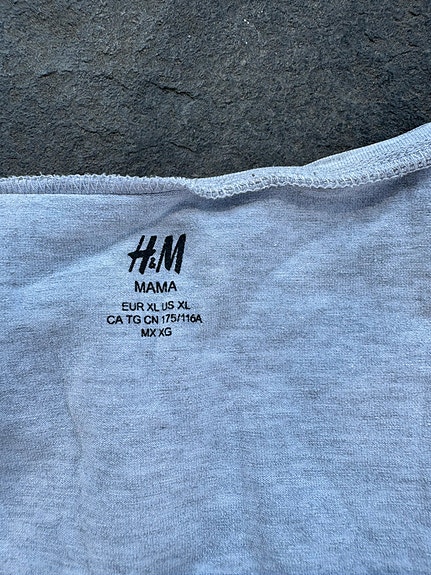 H&M
MAMA
EUR XL US XL
CA TG CN 175/116A
MX XG